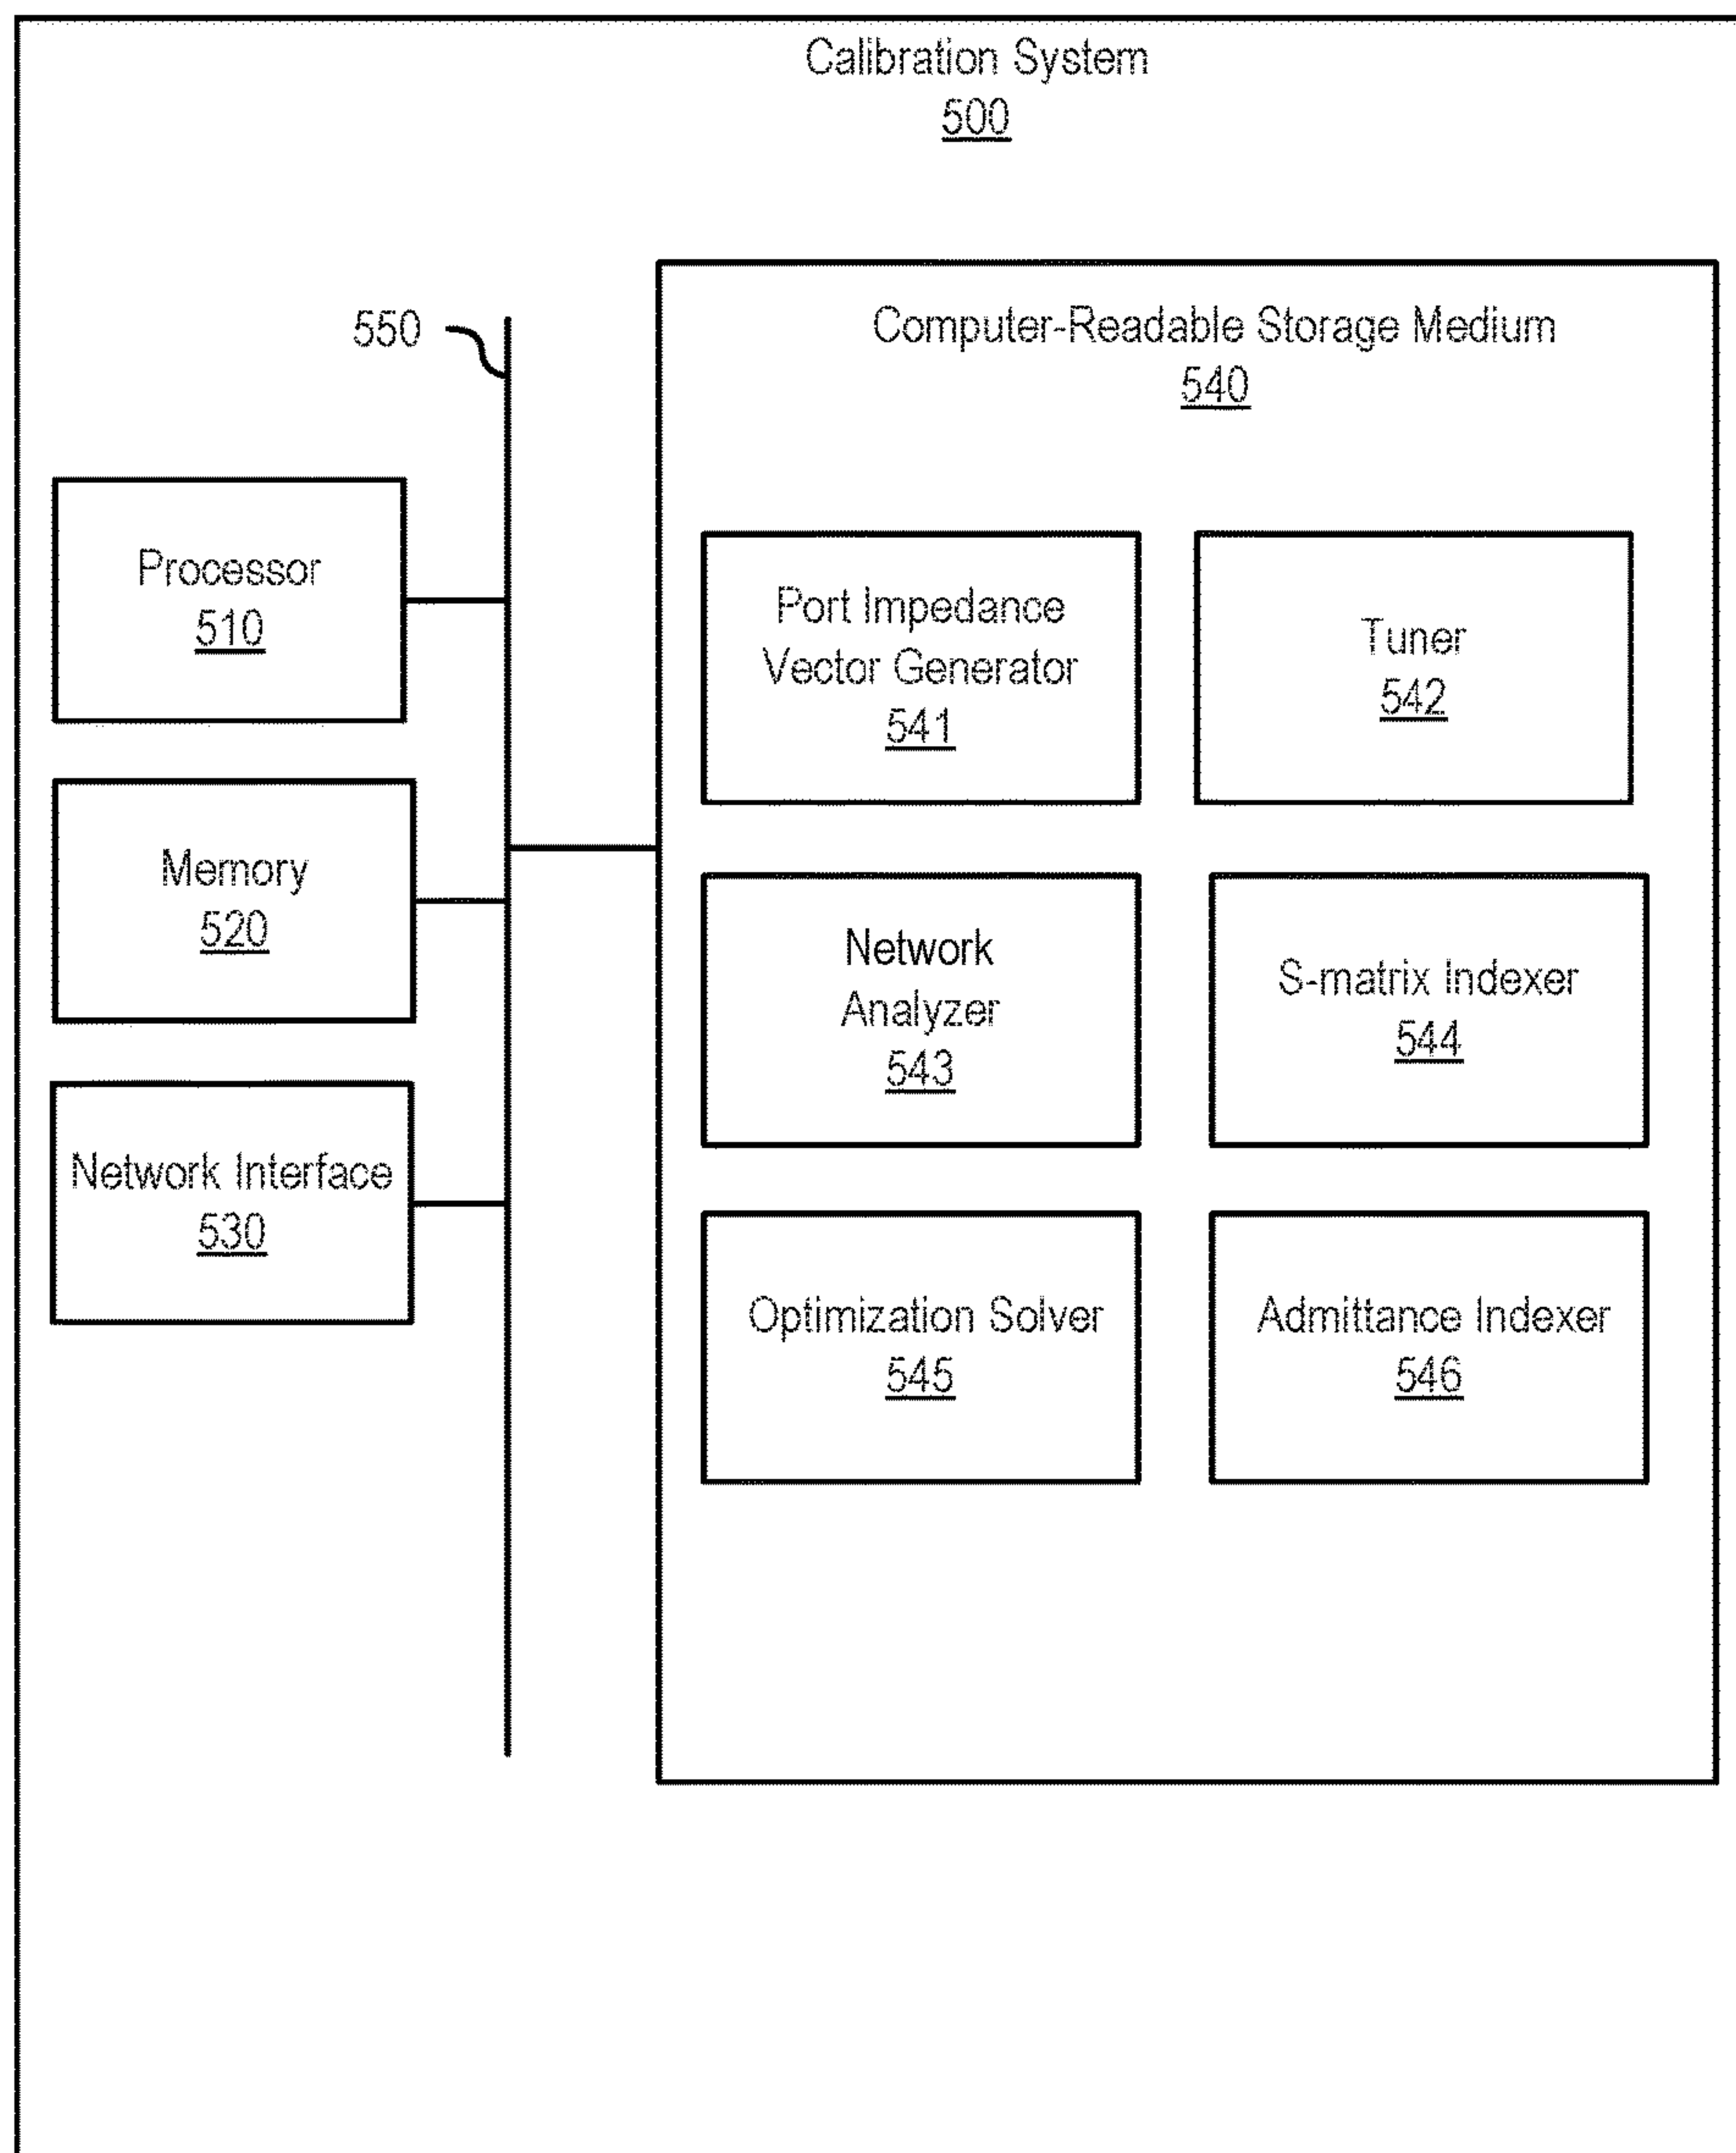 Calibration System
500
550
Computer-Readable Storage Medium
540
Processor
510
Memory
520
Network Interface
530
Port Impedance
Vector Generator
541
Tuner
542
Network
Analyzer
543
S-matrix Indexer
544
Optimization Solver
545
Admittance Indexer
546